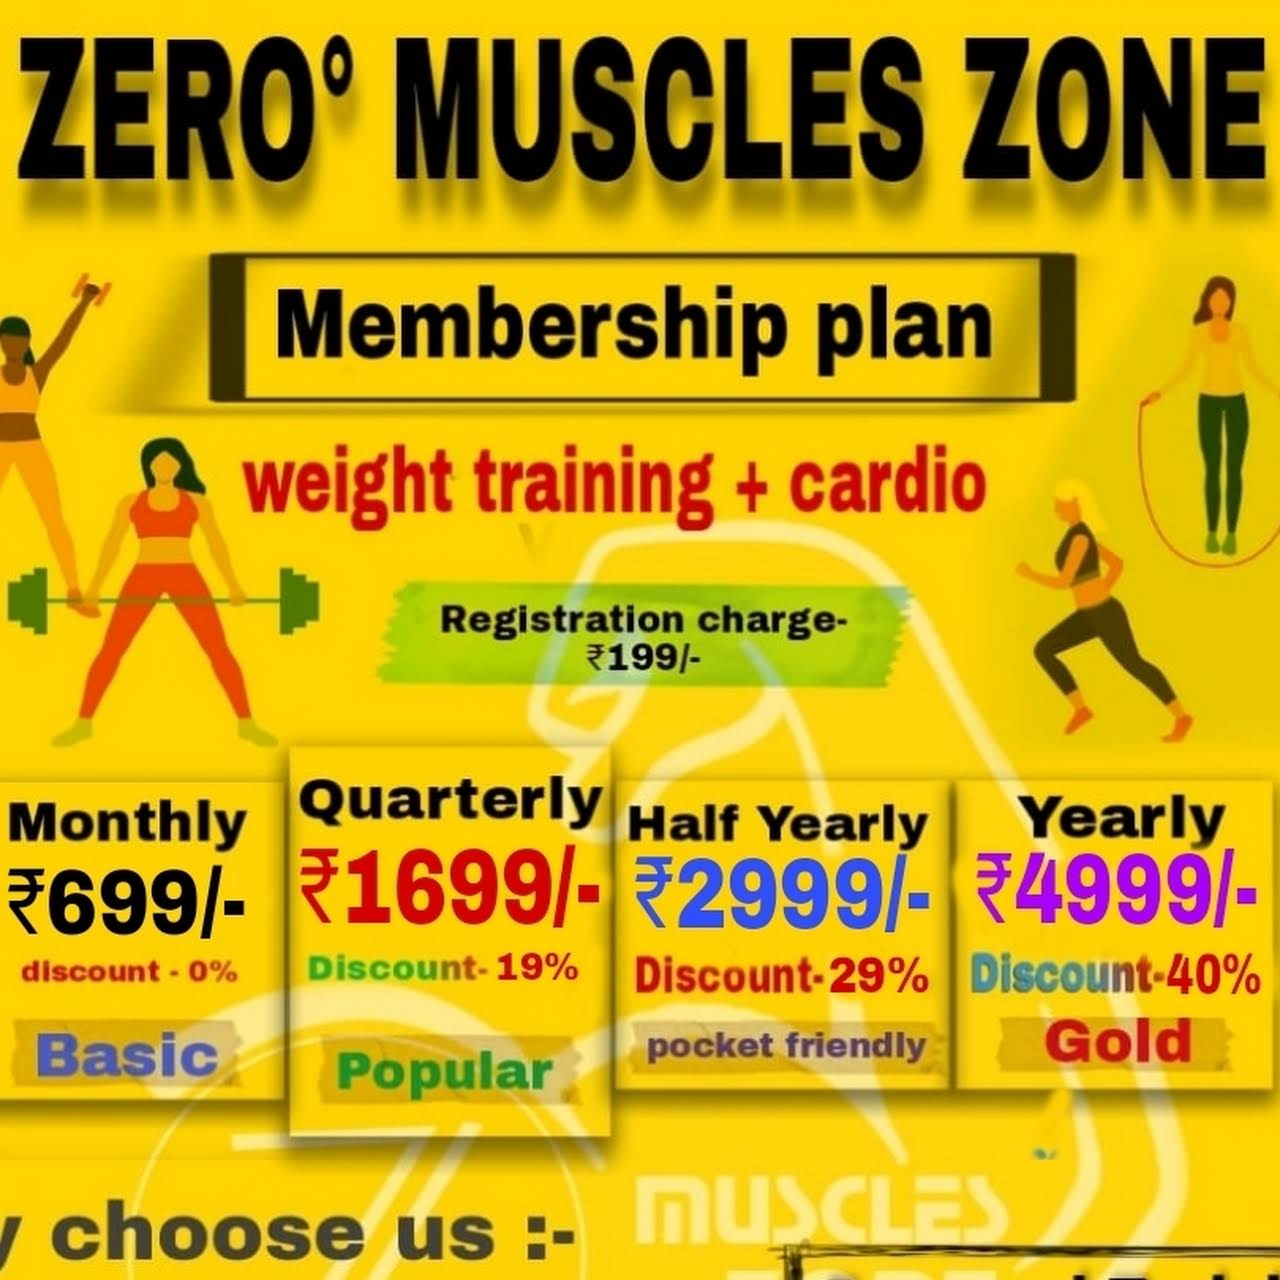 ZERO° MUSCLES ZONE
Membership plan
weight training + cardio
Registration charge-
₹199/-
Monthly
₹699/-
discount - 0%
Basic
Quarterly
₹1699/-
Discount- 19%
Popular
Half Yearly
₹2999/-
Discount- 29%
pocket friendly
Yearly
₹4999/-
Discount-40%
Gold
choose us :-
MUSCLES